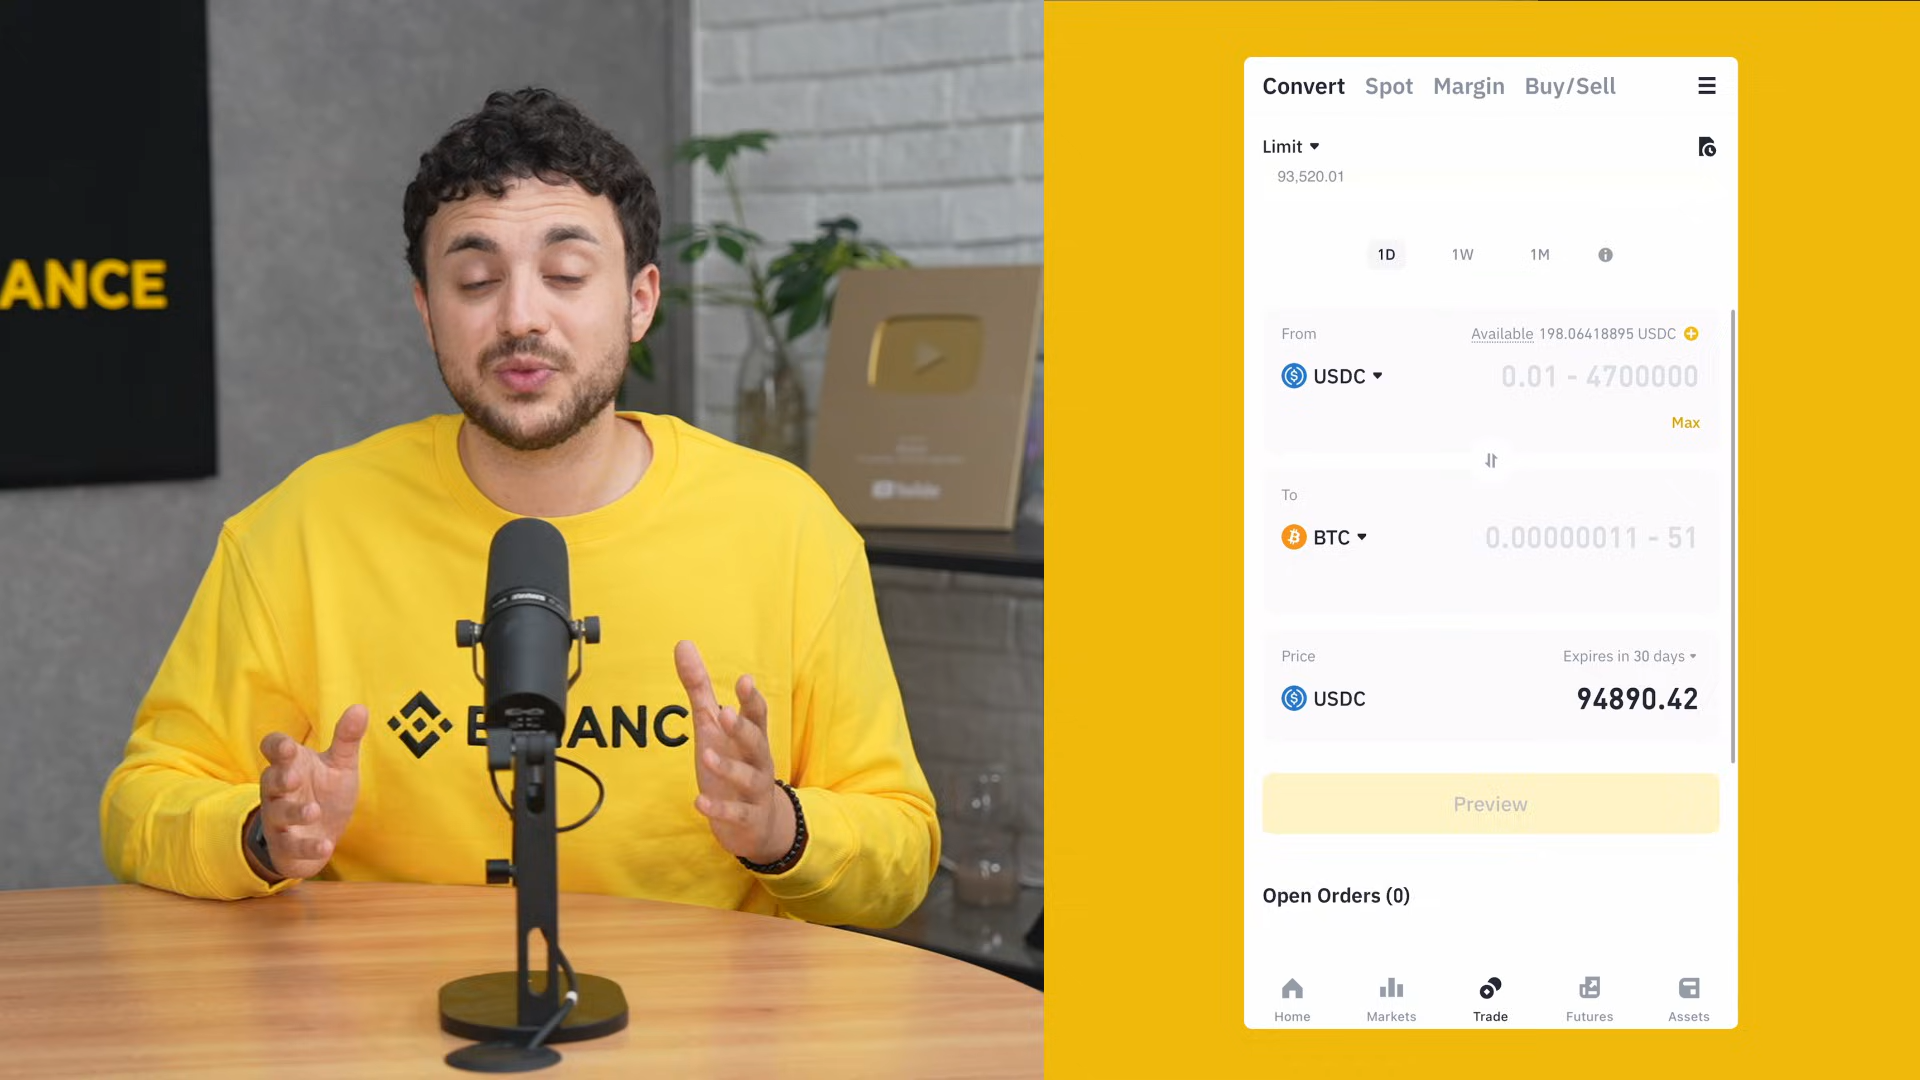 ANCE
Convert Spot Margin Buy/Sell
Limit
93,520.01
1D 1W 1M
From
Available 198.06418895 USDC
USDC
0.01 - 4700000
Max
To
BTC
0.00000011 - 51
Price
Expires in 30 days
USDC
94890.42
Preview
Open Orders (0)
Home Markets Trade Futures Assets
YouTube